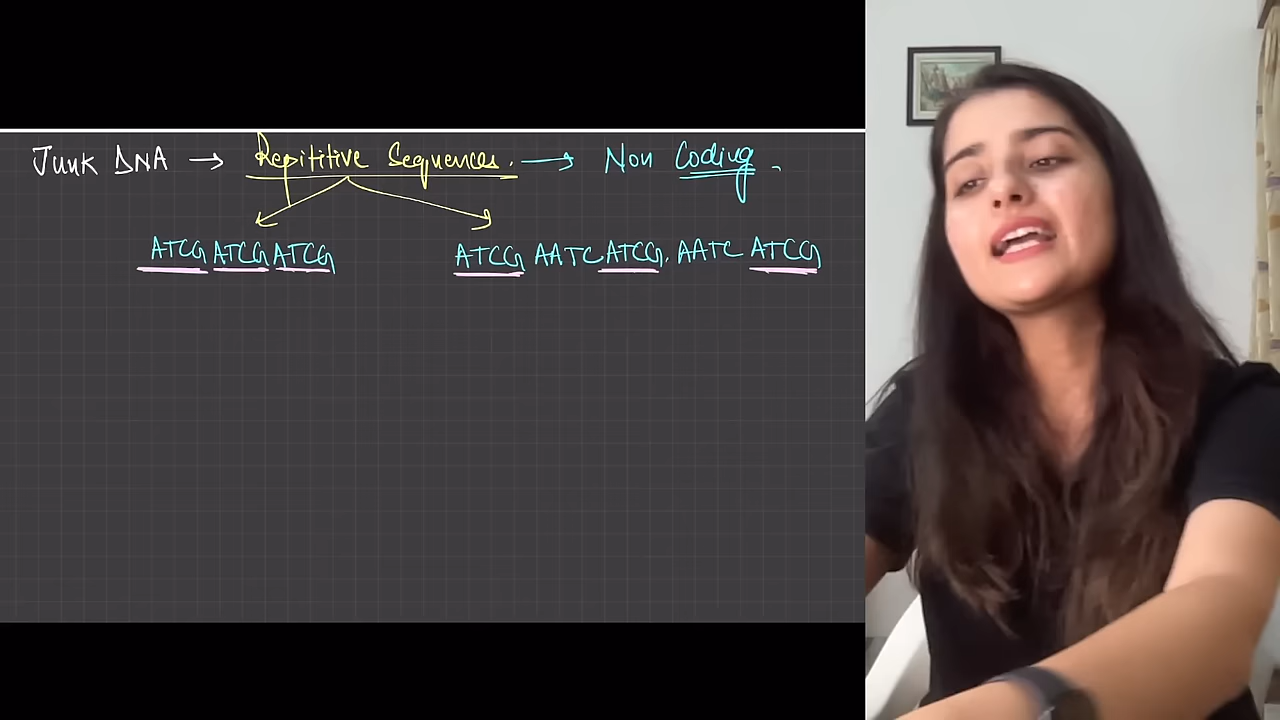 Junk DNA → Repititive Sequences. → Non Coding.
ATCG ATCG ATCG ATCG AATC ATCG. AATC ATCG